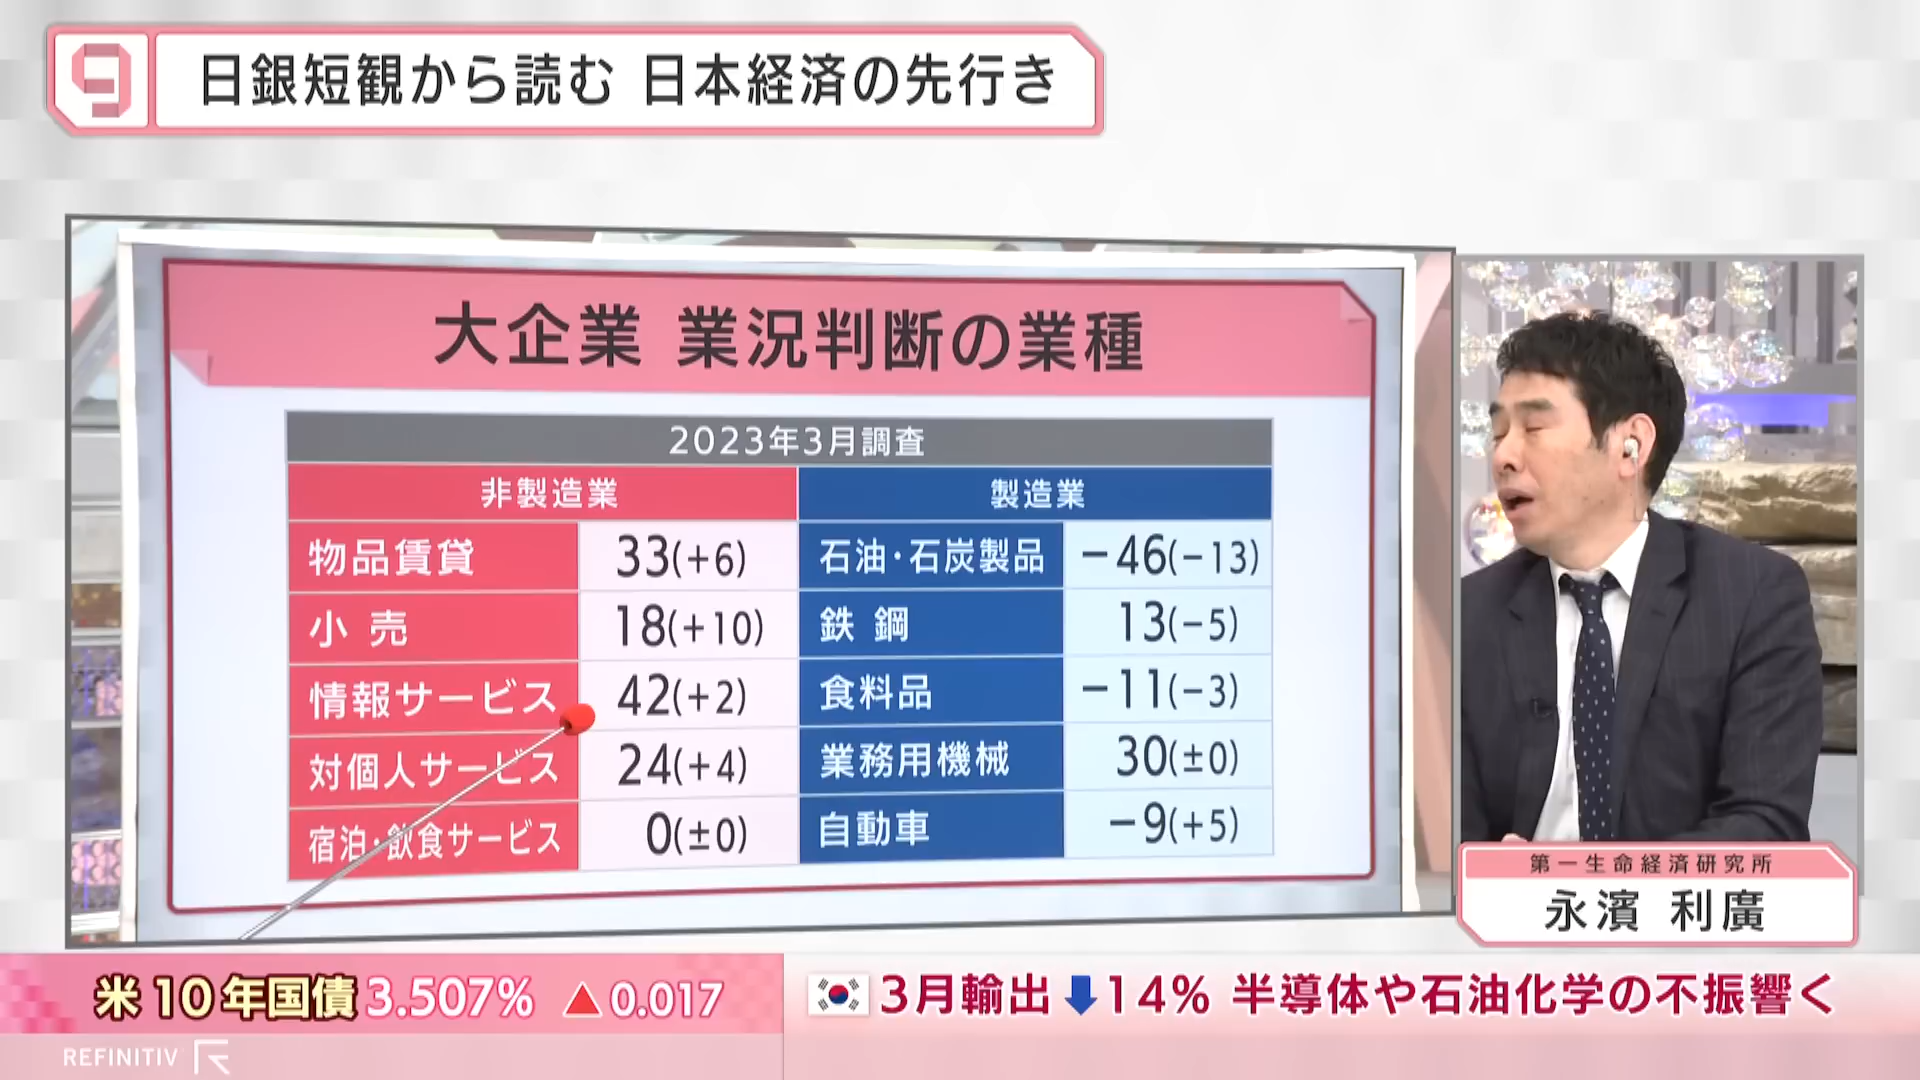 9
日銀短観から読む 日本経済の先行き
大企業 業況判断の業種
2023年3月調査
非製造業 製造業
物品賃貸 33(+6) 石油・石炭製品 -46(-13)
小 売 18(+10) 鉄 鋼 13(-5)
情報サービス 42(+2) 食料品 -11(-3)
対個人サービス 24(+4) 業務用機械 30(±0)
宿泊・飲食サービス 0(±0) 自動車 -9(+5)
第一生命経済研究所
永濱 利廣
米10年国債 3.507% ▲0.017
3月輸出⬇14% 半導体や石油化学の不振響く
REFINITIV